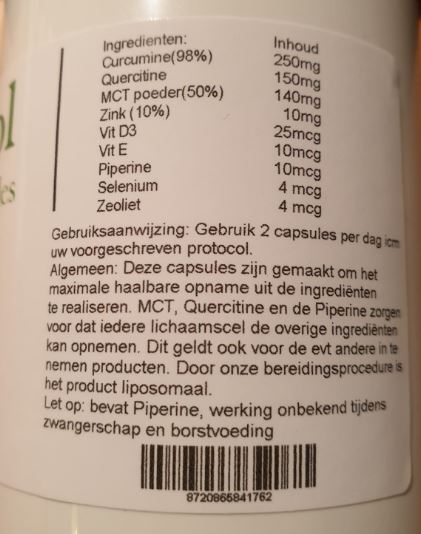 ol
es
Ingredienten: Inhoud
Curcumine(98%) 250mg
Quercitine 150mg
MCT poeder(50%) 140mg
Zink (10%) 10mg
Vit D3 25mcg
Vit E 10mcg
Piperine 10mcg
Selenium 4 mcg
Zeoliet 4 mcg
Gebruiksaanwijzing: Gebruik 2 capsules per dag icm
uw voorgeschreven protocol.
Algemeen: Deze capsules zijn gemaakt om het
maximale haalbare opname uit de ingrediënten
te realiseren. MCT, Quercitine en de Piperine zorgen
voor dat iedere lichaamscel de overige ingrediënten
kan opnemen. Dit geldt ook voor de evt andere in te
nemen producten. Door onze bereidingsprocedure is
het product liposomaal.
Let op: bevat Piperine, werking onbekend tijdens
zwangerschap en borstvoeding
8720865841762